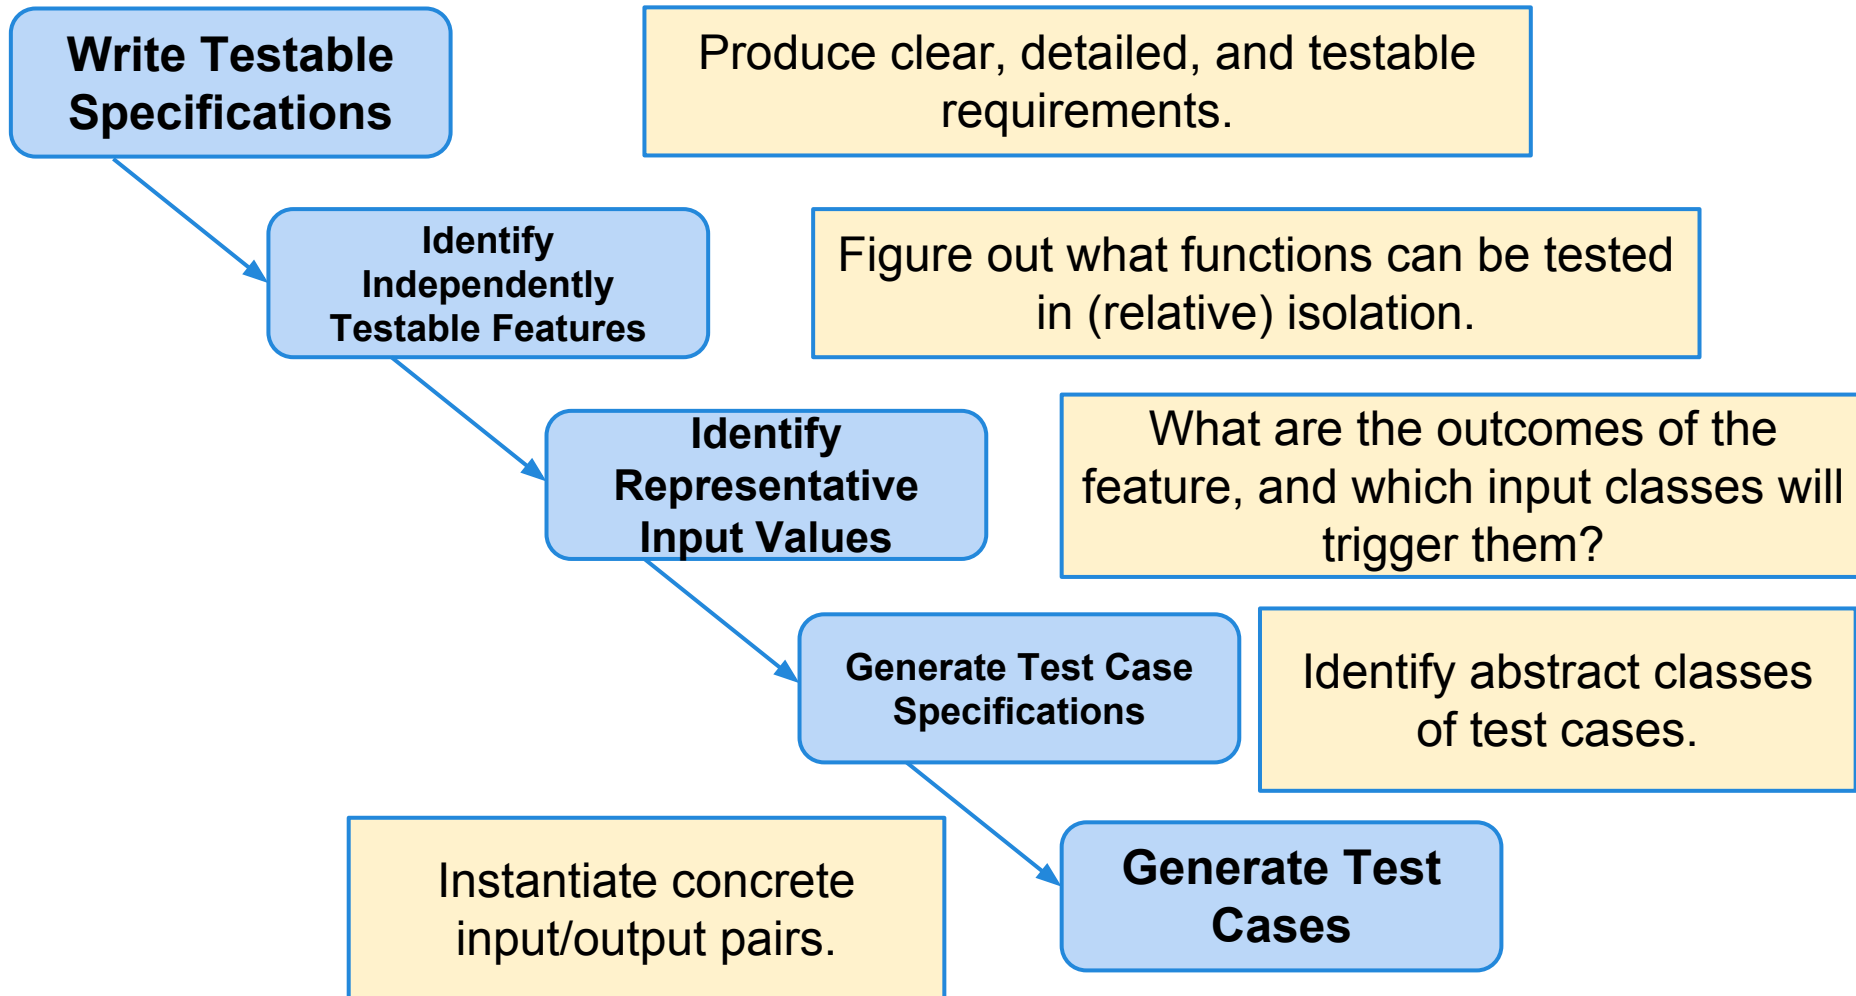 Write Testable
Specifications
Produce clear, detailed, and testable
requirements.
Identify
Independently
Testable Features
Figure out what functions can be tested
in (relative) isolation.
Identify
Representative
Input Values
What are the outcomes of the
feature, and which input classes will
trigger them?
Generate Test Case
Specifications
Identify abstract classes
of test cases.
Instantiate concrete
input/output pairs.
Generate Test
Cases